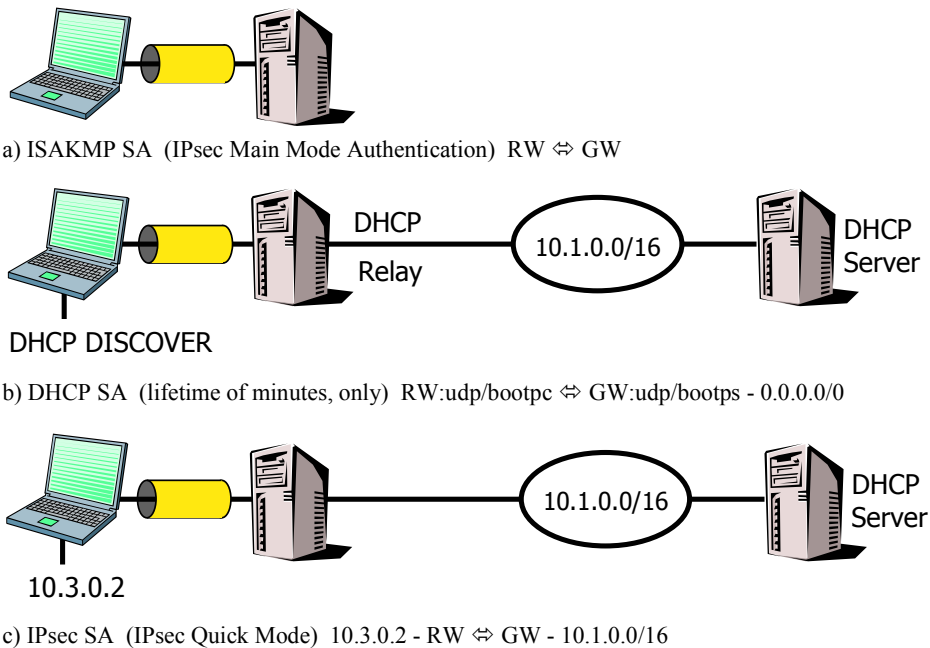 a) ISAKMP SA (IPsec Main Mode Authentication) RW ⇔ GW
DHCP
Relay
10.1.0.0/16
DHCP
Server
DHCP DISCOVER
b) DHCP SA (lifetime of minutes, only) RW:udp/bootpc ⇔ GW:udp/bootps - 0.0.0.0/0
10.1.0.0/16
DHCP
Server
10.3.0.2
c) IPsec SA (IPsec Quick Mode) 10.3.0.2 - RW ⇔ GW - 10.1.0.0/16